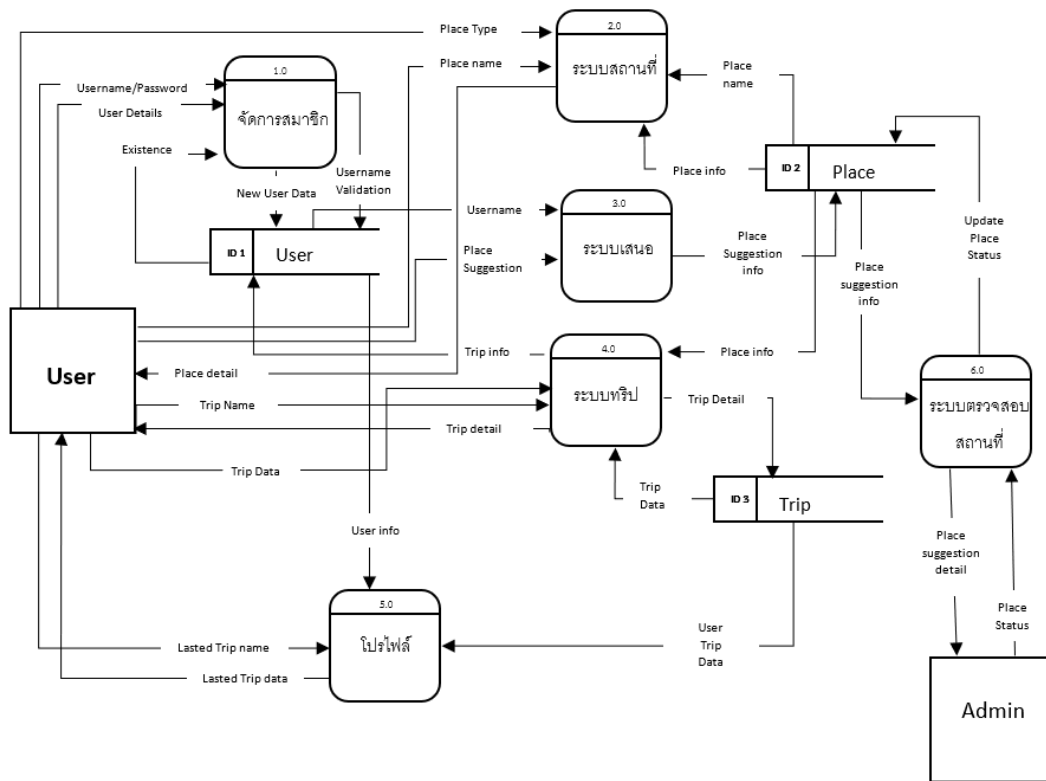 Place Type
2.0
ระบบสถานที่
Place name
Place
name
1.0
จัดการสมาชิก
Username/Password
User Details
Existence
Username
Validation
New User Data
Place info
ID 2
Place
3.0
ระบบเสนอ
Username
Place
Suggestion
Place
Suggestion
info
Place
suggestion
info
Update
Place
Status
ID 1
User
User
Trip info
4.0
ระบบทริป
Place info
6.0
ระบบตรวจสอบ
สถานที่
Place detail
Trip Name
Trip Detail
Trip detail
Trip Data
Trip
Data
ID 3
Trip
User info
Place
suggestion
detail
5.0
โปรไฟล์
Place
Status
User
Trip
Data
Lasted Trip name
Lasted Trip data
Admin